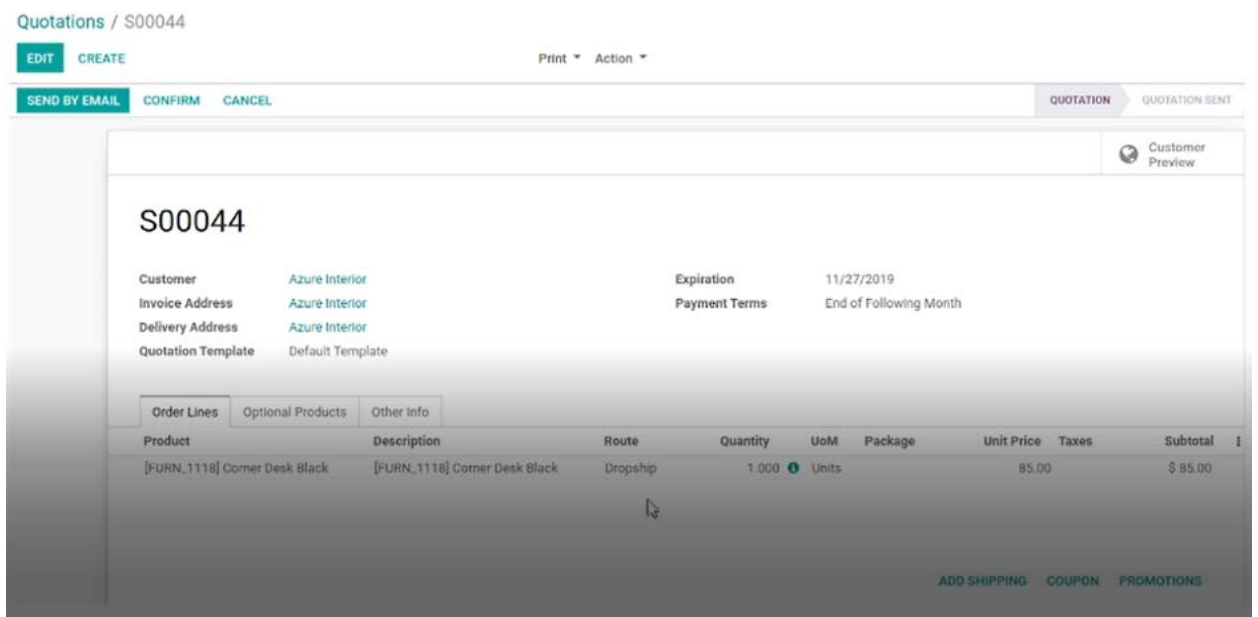 Quotations / S00044
EDIT CREATE Print Action
SEND BY EMAIL CONFIRM CANCEL QUOTATION QUOTATION SENT
Customer
Preview
S00044
Customer Azure Interior Expiration 11/27/2019
Invoice Address Azure Interior Payment Terms End of Following Month
Delivery Address Azure Interior
Quotation Template Default Template
Order Lines Optional Products Other Info
Product Description Route Quantity UoM Package Unit Price Taxes Subtotal
[FURN_1118] Corner Desk Black [FURN_1118] Corner Desk Black Dropship 1.000 Units 85.00 $ 85.00
ADD SHIPPING COUPON PROMOTIONS